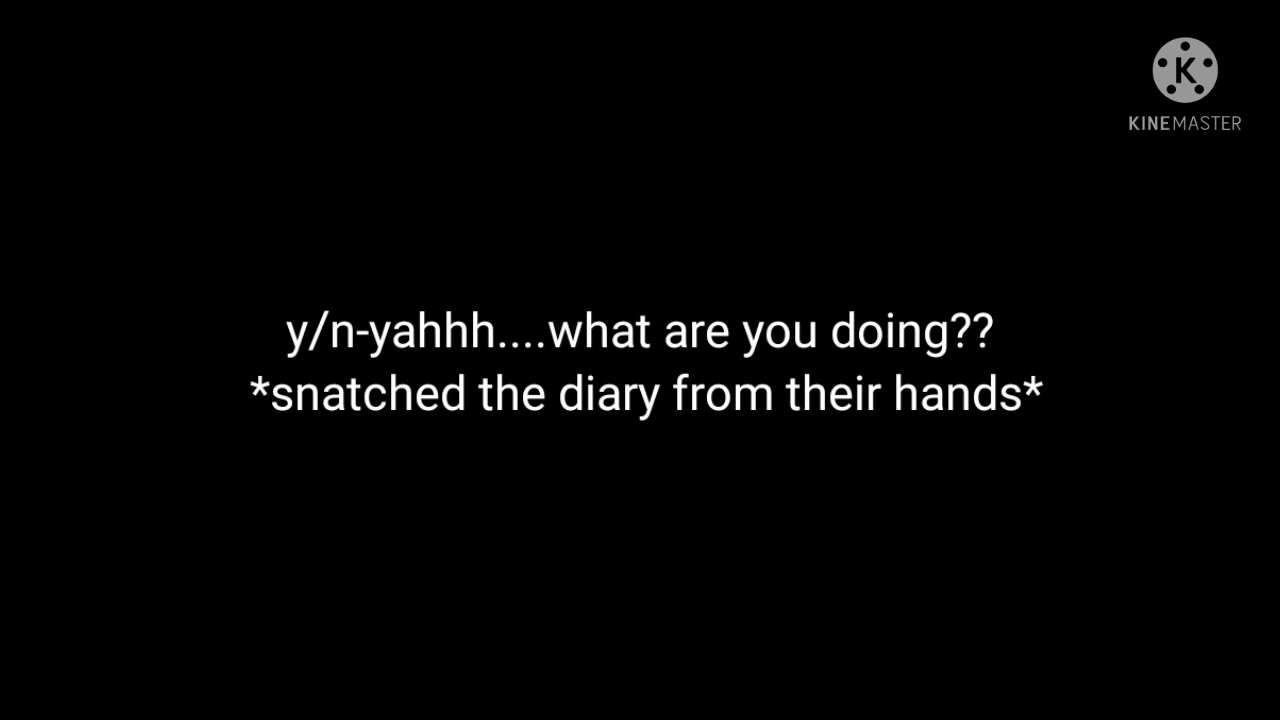 K
KINEMASTER
y/n-yahhh....what are you doing??
*snatched the diary from their hands*